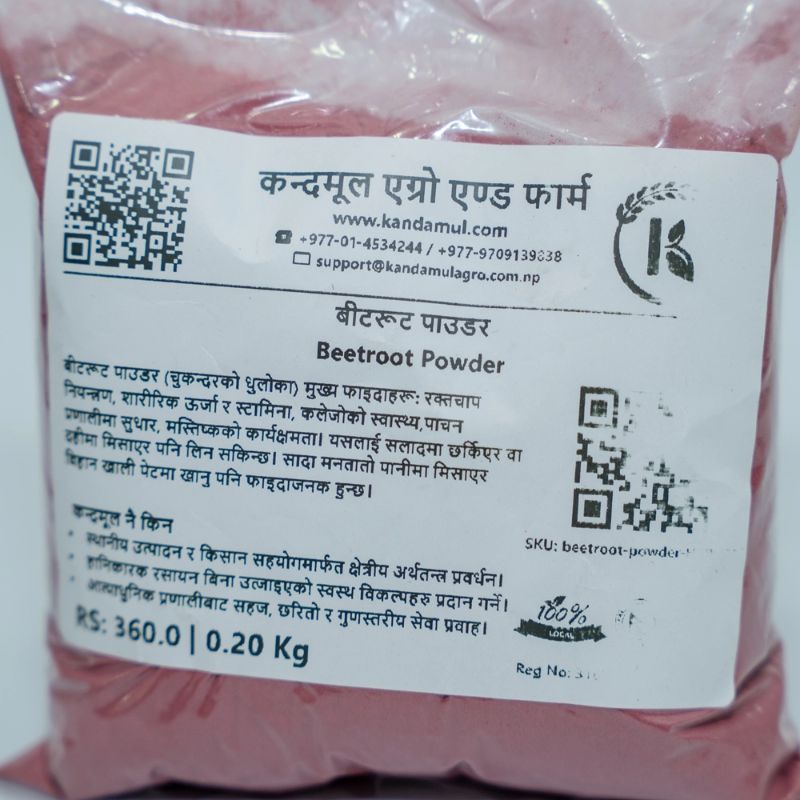 कन्दमूल एग्रो एण्ड फार्म
www.kandamul.com
+977-01-4534244 / +977-9709139838
support@kandamulagro.com.np
बीटरूट पाउडर
Beetroot Powder
बीटरूट पाउडर (चुकन्दरको धुलोका) मुख्य फाइदाहरू: रक्तचाप
नियन्त्रण, शारीरिक ऊर्जा र स्टामिना, कलेजोको स्वास्थ्य,पाचन
प्रणालीमा सुधार, मस्तिष्कको कार्यक्षमता। यसलाई सलादमा छर्किएर वा
दहीमा मिसाएर पनि लिन सकिन्छ। सादा मनतातो पानीमा मिसाएर
बिहान खाली पेटमा खानु पनि फाइदाजनक हुन्छ।
कन्दमूल नै किन
• स्थानीय उत्पादन र किसान सहयोगमार्फत क्षेत्रीय अर्थतन्त्र प्रवर्धन।
• हानिकारक रसायन बिना उत्जाइएको स्वस्थ विकल्पहरु प्रदान गर्ने।
• अत्याधुनिक प्रणालीबाट सहज, छरितो र गुणस्तरीय सेवा प्रवाह।
RS: 360.0 | 0.20 Kg
SKU: beetroot-powder-
100%
LOCAL
Reg No: